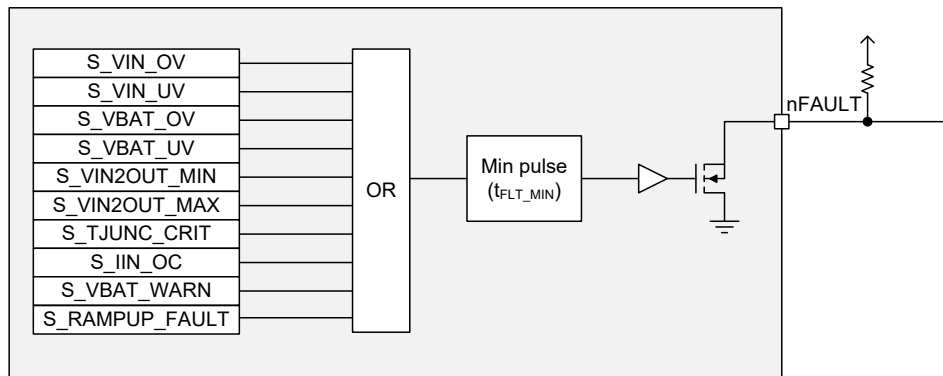 S_VIN_OV
S_VIN_UV
S_VBAT_OV
S_VBAT_UV
S_VIN2OUT_MIN
S_VIN2OUT_MAX
S_TJUNC_CRIT
S_IIN_OC
S_VBAT_WARN
S_RAMPUP_FAULT
OR
Min pulse
(tFLT_MIN)
nFAULT